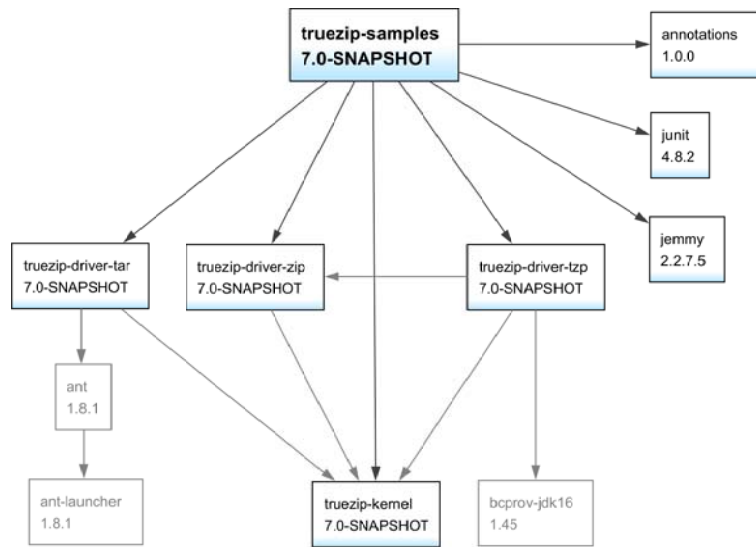 truezip-samples
7.0-SNAPSHOT
annotations
1.0.0
junit
4.8.2
jemmy
2.2.7.5
truezip-driver-tar
7.0-SNAPSHOT
truezip-driver-zip
7.0-SNAPSHOT
truezip-driver-tzp
7.0-SNAPSHOT
ant
1.8.1
ant-launcher
1.8.1
truezip-kernel
7.0-SNAPSHOT
bcprov-jdk16
1.45